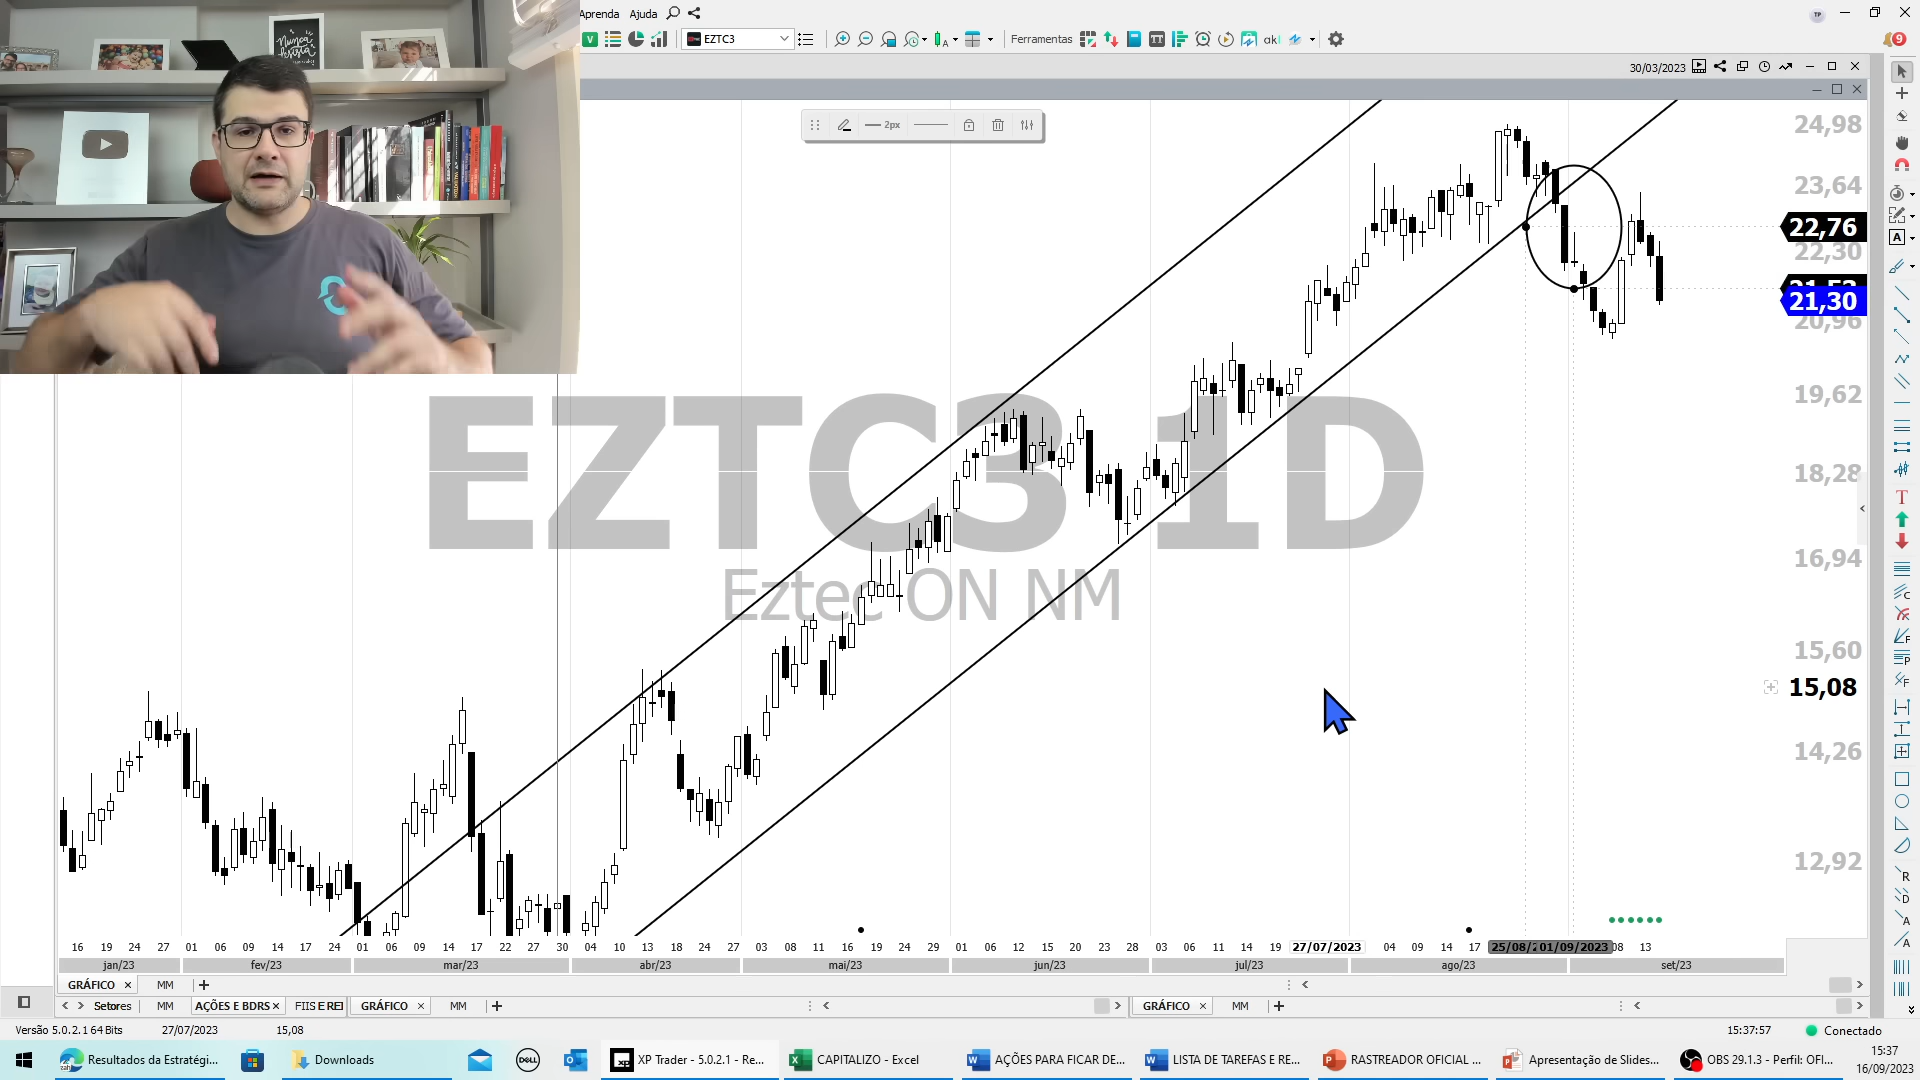 Aprenda Ajuda
EZTC3
Ferramentas
akl
9
TP
30/03/2023
2px
Nunca desista
24,98
23,64
22,76
22,30
21,30
20,96
19,62
18,28
16,94
15,60
15,08
14,26
12,92
EZTC3 1D
Eztec ON NM
16 19 24 27 01 06 09 14 17 24 01 06 09 14 17 22 27 30 04 10 13 18 24 27 03 08 11 16 19 24 29 01 06 12 15 20 23 28 03 06 11 14 19 27/07/2023 04 09 14 17 25/08/2 01/09/2023 08 13
jan/23 fev/23 mar/23 abr/23 mai/23 jun/23 jul/23 ago/23 set/23
GRÁFICO × MM +
Setores MM AÇÕES E BDRS × FIIS E REI GRÁFICO × MM + GRÁFICO × MM +
Versão 5.0.2.1 64 Bits 27/07/2023 15,08 15:37:57 Conectado
Resultados da Estratégi... Downloads DELL XP Trader - 5.0.2.1 - Re... CAPITALIZO - Excel AÇÕES PARA FICAR DE... LISTA DE TAREFAS E RE... RASTREADOR OFICIAL ... Apresentação de Slides... OBS 29.1.3 - Perfil: OFI... 15:37
16/09/2023